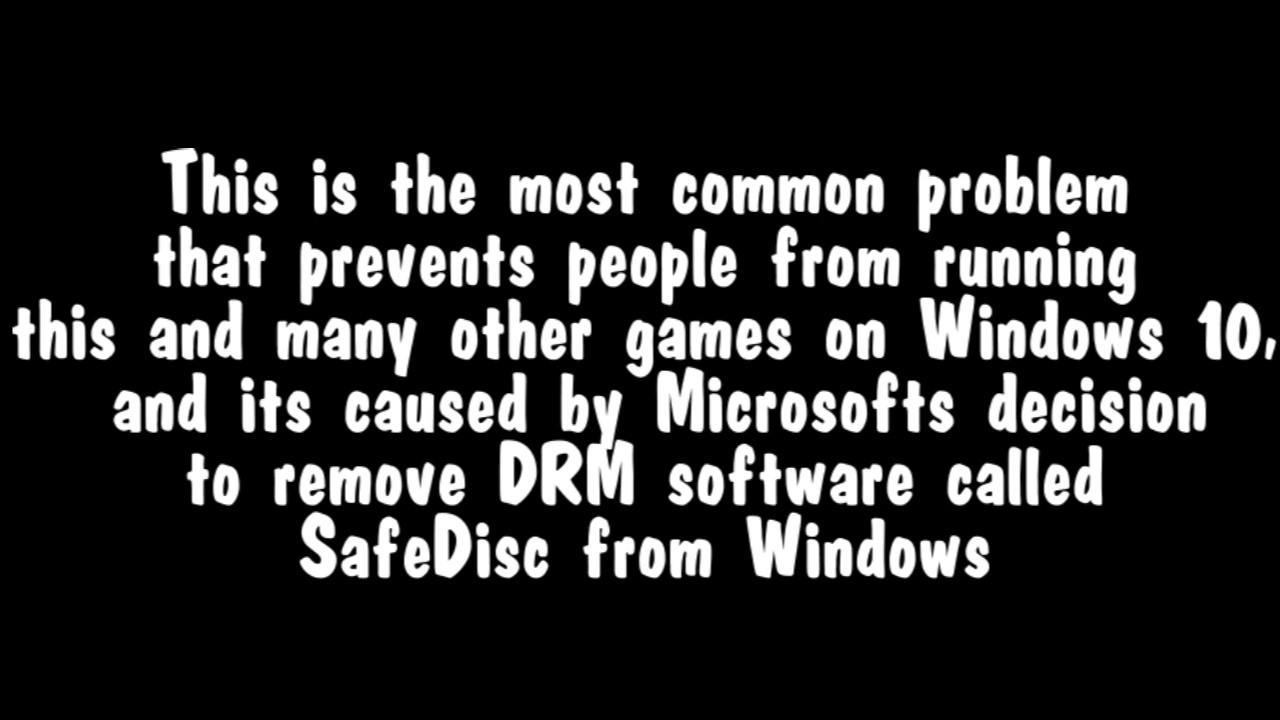 This is the most common problem
that prevents people from running
this and many other games on Windows 10,
and its caused by Microsofts decision
to remove DRM software called
SafeDisc from Windows